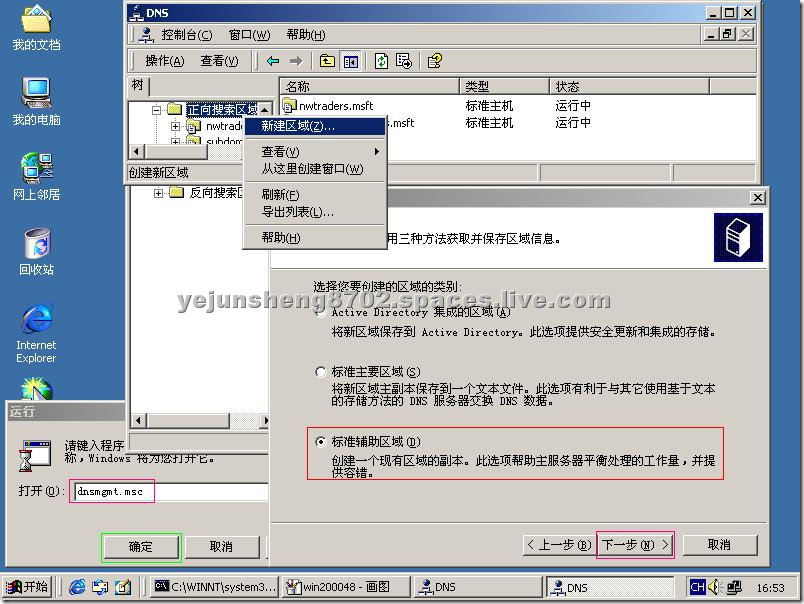 我的文档
我的电脑
网上邻居
回收站
Internet
Explorer
DNS
控制台(C) 窗口(W) 帮助(H)
操作(A) 查看(V)
树
名称 类型 状态
正向搜索区域
nwtrade
subdom
nwtraders.msft 标准主机 运行中
s.msft 标准主机 运行中
创建新区域
反向搜索区
新建区域(Z)...
查看(V)
从这里创建窗口(W)
刷新(F)
导出列表(L)...
帮助(H)
用三种方法获取并保存区域信息。
选择您要创建的区域的类别:
yejunsheng8702.spaces.live.com
Active Directory 集成的区域(A)
将新区域保存到 Active Directory。此选项提供安全更新和集成的存储。
标准主要区域(S)
将新区域主副本保存到一个文本文件。此选项有利于与其它使用基于文本
的存储方法的 DNS 服务器交换 DNS 数据。
标准辅助区域(D)
创建一个现有区域的副本。此选项帮助主服务器平衡处理的工作量,并提
供容错。
< 上一步(B) 下一步(N) > 取消
运行
请键入程序
称,Windows 将为您打开它。
打开(O): dnsmgmt.msc
确定 取消
开始 C:\WINNT\system3... win200048 - 画图 DNS DNS CH 16:53